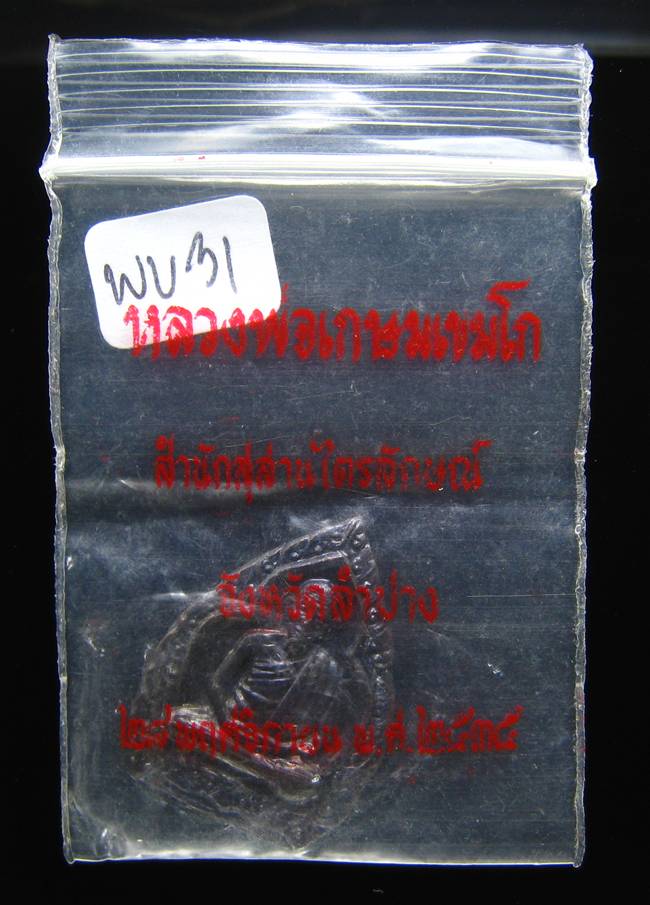 พบ31
หลวงพ่อเกษมเขมโก
สำนักสุสานไตรลักษณ์
จังหวัดลำปาง
๒๘ พฤศจิกายน พ.ศ.๒๕๓๕